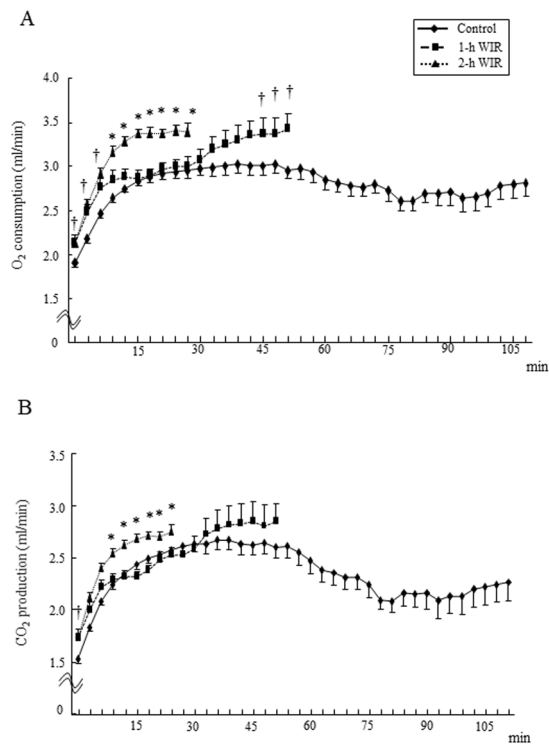 A
Control
1-h WIR
2-h WIR
O2 consumption (ml/min)
4.0
3.5
3.0
2.5
2.0
1.5
0
† † † * * * * * * * † † †
15 30 45 60 75 90 105
min
B
CO2 production (ml/min)
3.5
3.0
2.5
2.0
1.5
0
† * * * * * *
15 30 45 60 75 90 105
min